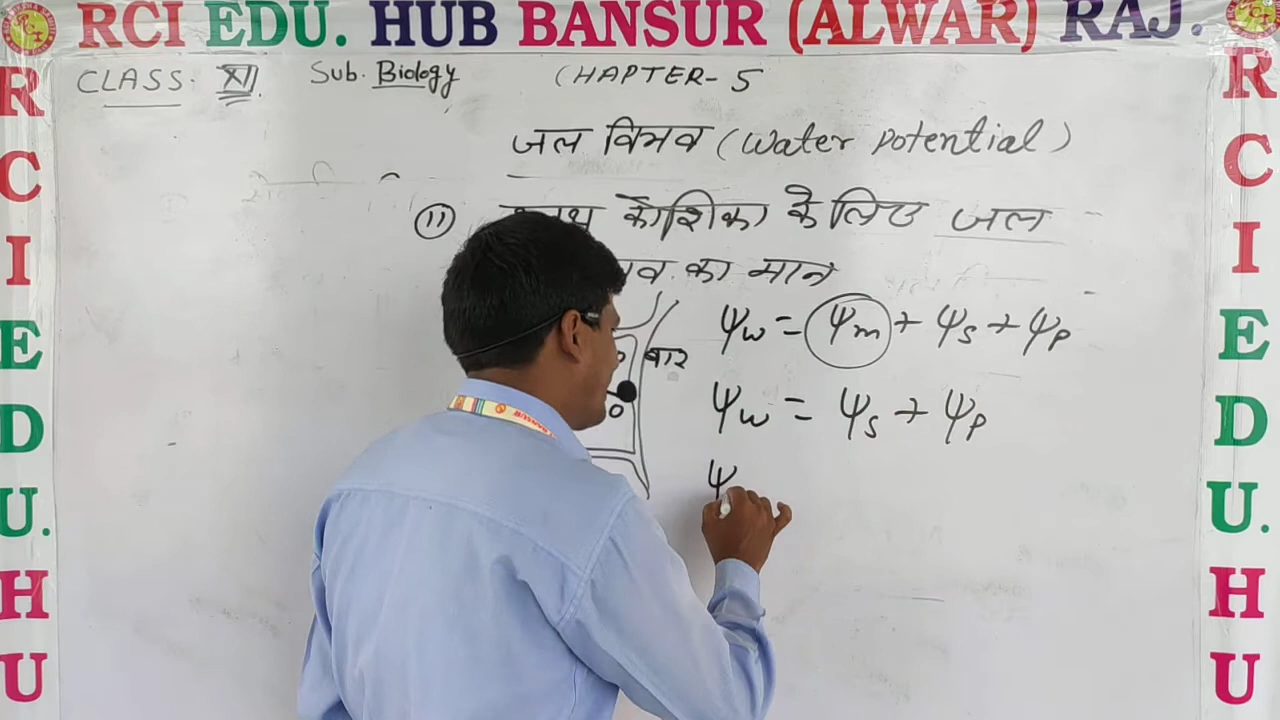 RCI EDU. HUB BANSUR (ALWAR) RAJ.
CLASS. XII Sub. Biology CHAPTER-5
जल विभव (Water Potential)
(11) कोशिका के लिए जल
का मान
ψw = ψm + ψs + ψp
बार
ψw = ψs + ψp
ψ
R
C
I
E
D
U.
H
U
R
C
I
E
D
U.
H
U